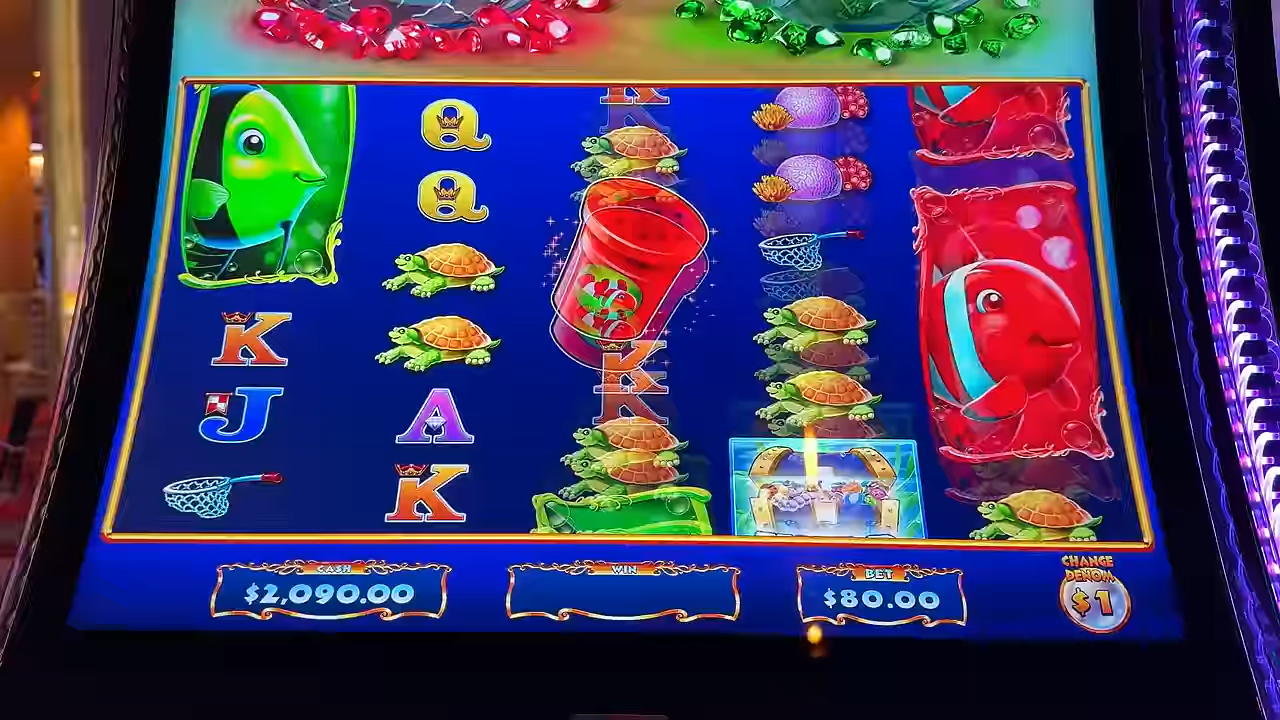 K
Q
Q
K
K
K
J
A
K
CASH
$2,090.00
WIN
BET
$80.00
CHANGE
DENOM
$1